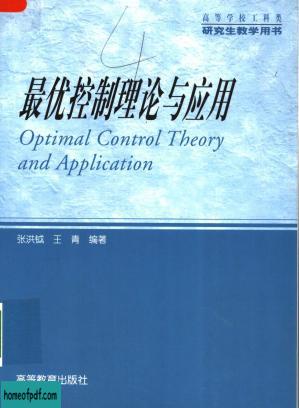 高等学校工科类
研究生教学用书
4
最优控制理论与应用
Optimal Control Theory
and Application
张洪钺 王青 编著
高等教育出版社
homeofpdf.com